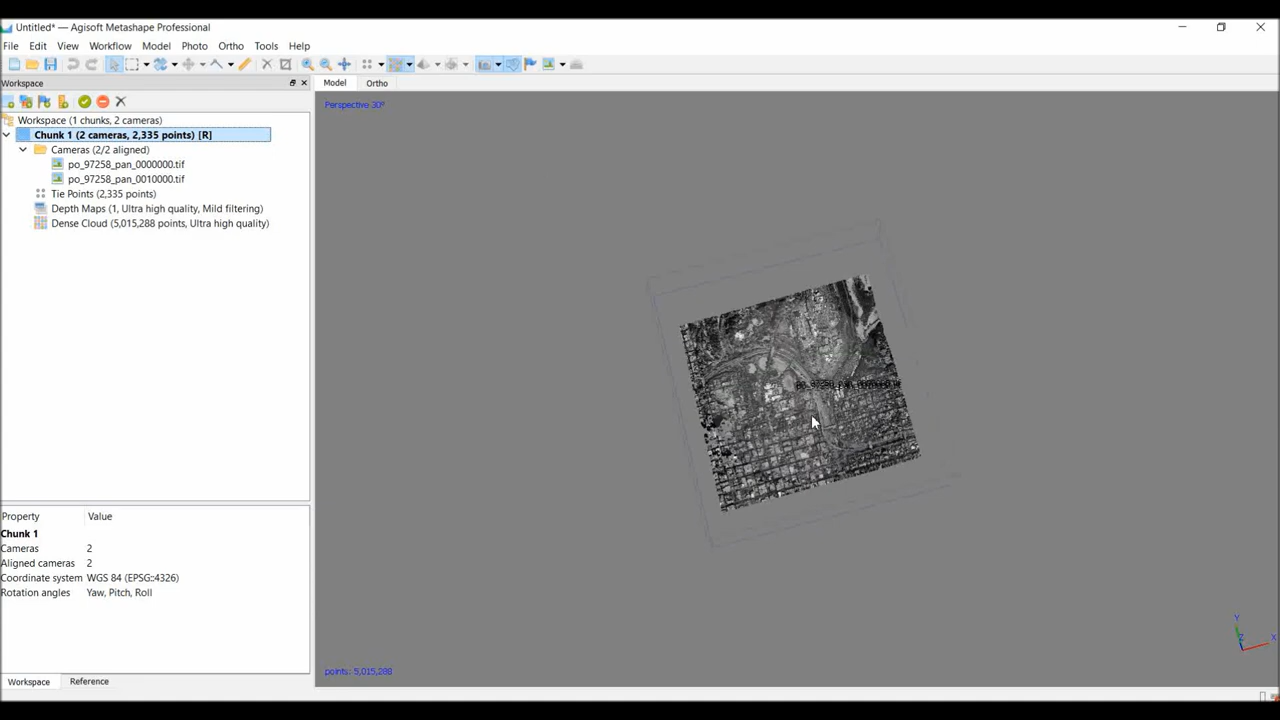 Untitled* — Agisoft Metashape Professional
File Edit View Workflow Model Photo Ortho Tools Help
Workspace
Model Ortho
Perspective 30°
Workspace (1 chunks, 2 cameras)
Chunk 1 (2 cameras, 2,335 points) [R]
Cameras (2/2 aligned)
po_97258_pan_0000000.tif
po_97258_pan_0010000.tif
Tie Points (2,335 points)
Depth Maps (1, Ultra high quality, Mild filtering)
Dense Cloud (5,015,288 points, Ultra high quality)
Property Value
Chunk 1
Cameras 2
Aligned cameras 2
Coordinate system WGS 84 (EPSG::4326)
Rotation angles Yaw, Pitch, Roll
points: 5,015,288
Y
Z
X
Workspace Reference